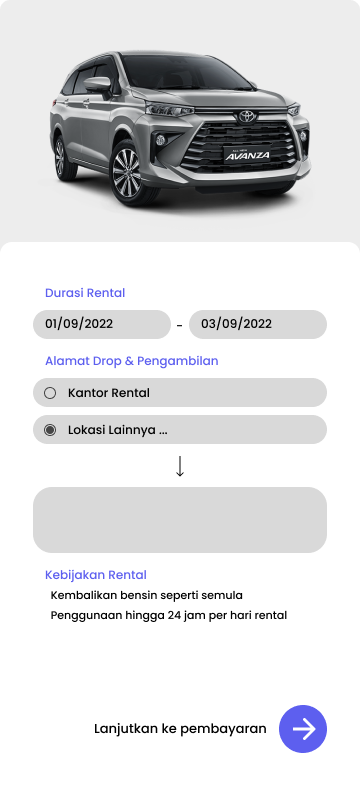 AVANZA
Durasi Rental
01/09/2022 - 03/09/2022
Alamat Drop & Pengambilan
Kantor Rental
Lokasi Lainnya ...
Kebijakan Rental
Kembalikan bensin seperti semula
Penggunaan hingga 24 jam per hari rental
Lanjutkan ke pembayaran